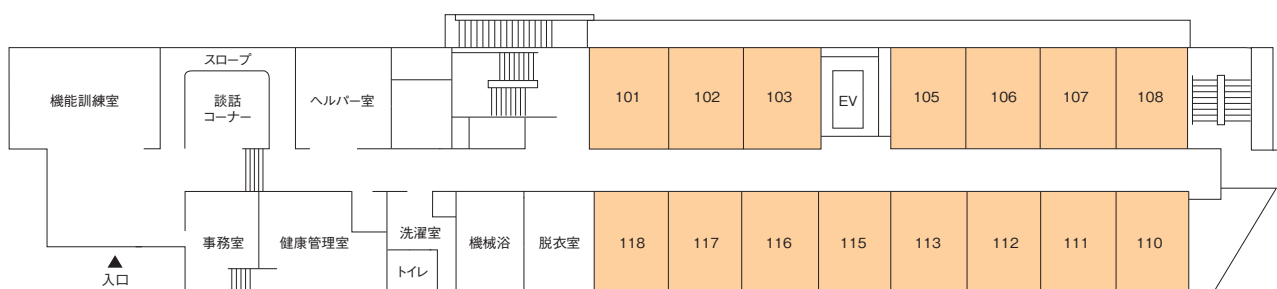 スロープ
機能訓練室
談話
コーナー
ヘルパー室
101
102
103
EV
105
106
107
108
事務室
健康管理室
洗濯室
トイレ
機械浴
脱衣室
118
117
116
115
113
112
111
110
▲
入口